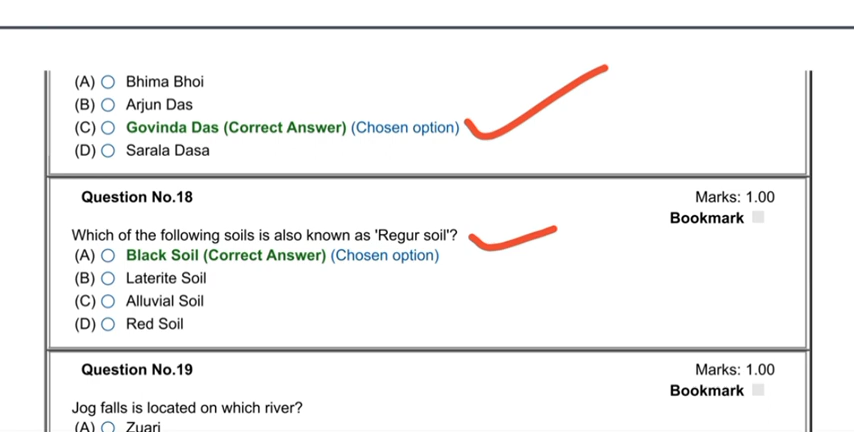 (A) Bhima Bhoi
(B) Arjun Das
(C) Govinda Das (Correct Answer) (Chosen option)
(D) Sarala Dasa
Question No.18 Marks: 1.00
Bookmark
Which of the following soils is also known as 'Regur soil'?
(A) Black Soil (Correct Answer) (Chosen option)
(B) Laterite Soil
(C) Alluvial Soil
(D) Red Soil
Question No.19 Marks: 1.00
Bookmark
Jog falls is located on which river?
(A) Zuari